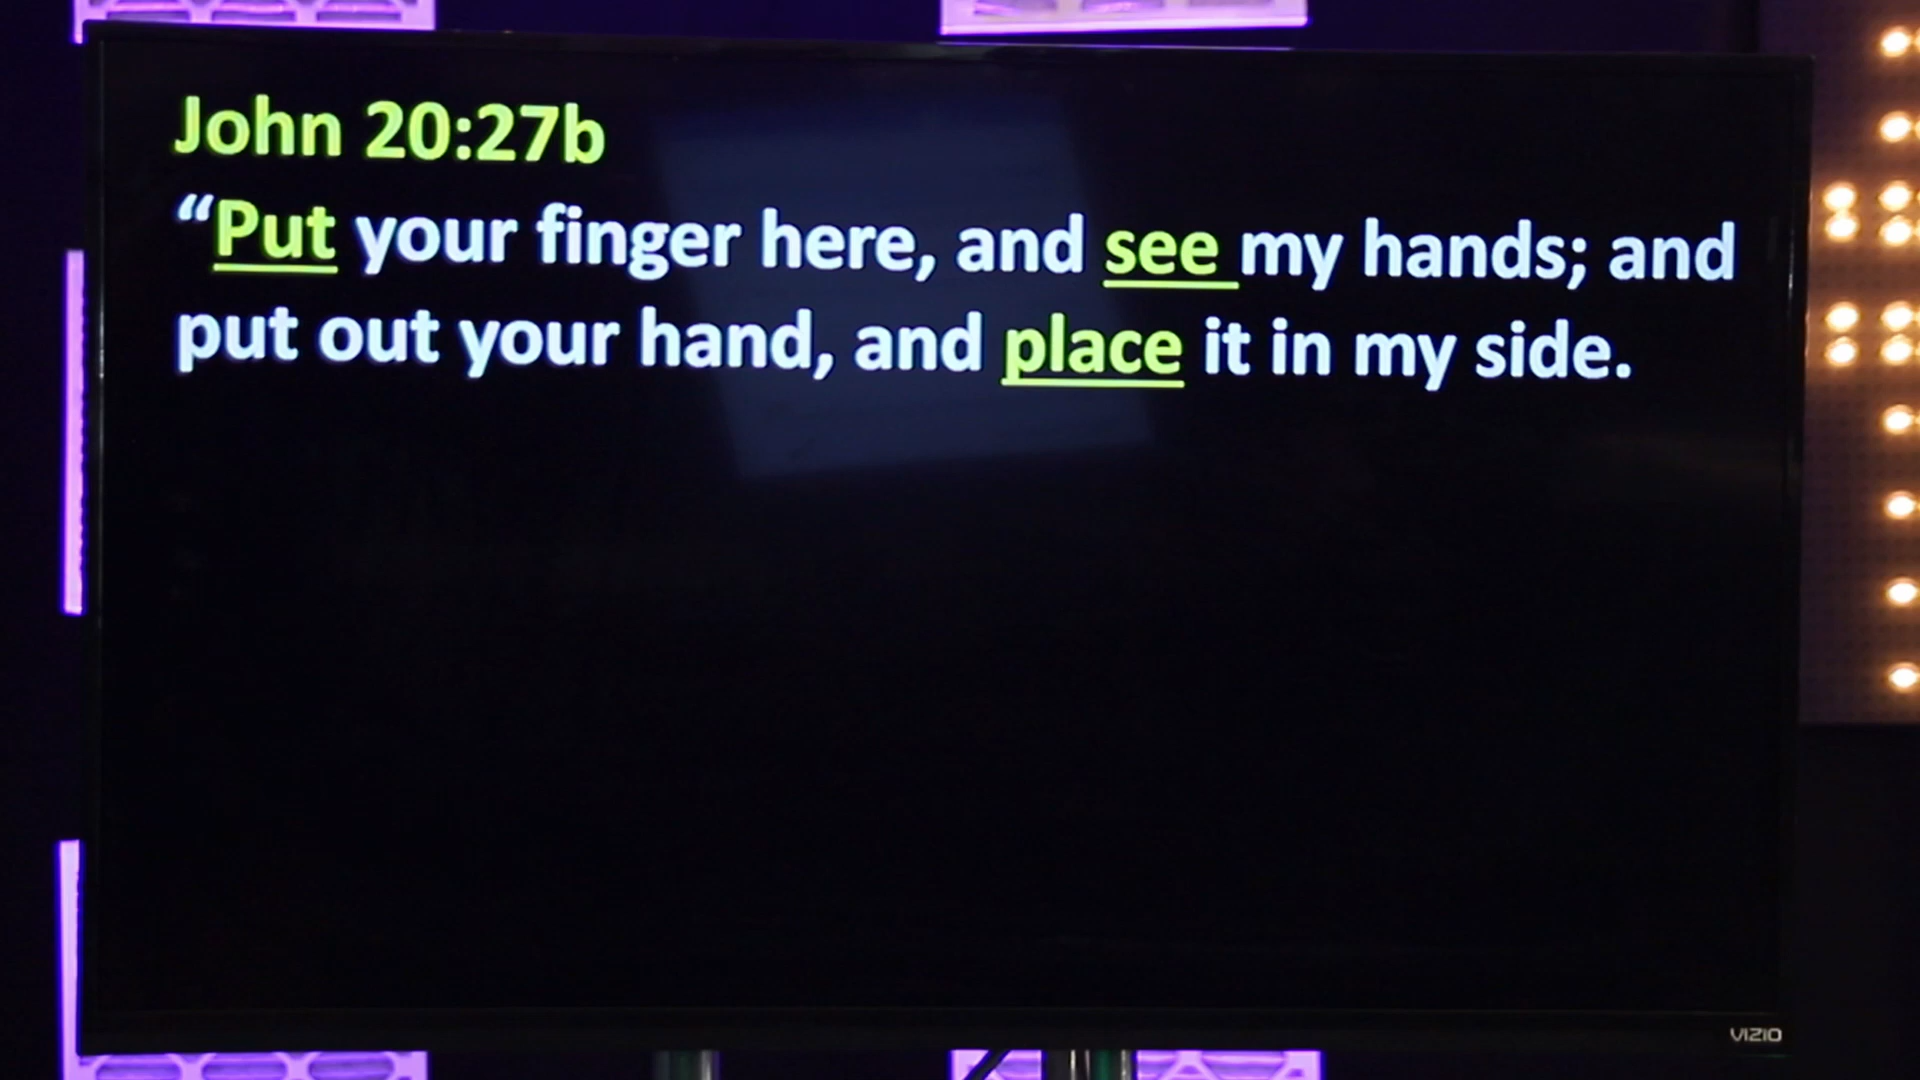 John 20:27b
“Put your finger here, and see my hands; and
put out your hand, and place it in my side.
VIZIO